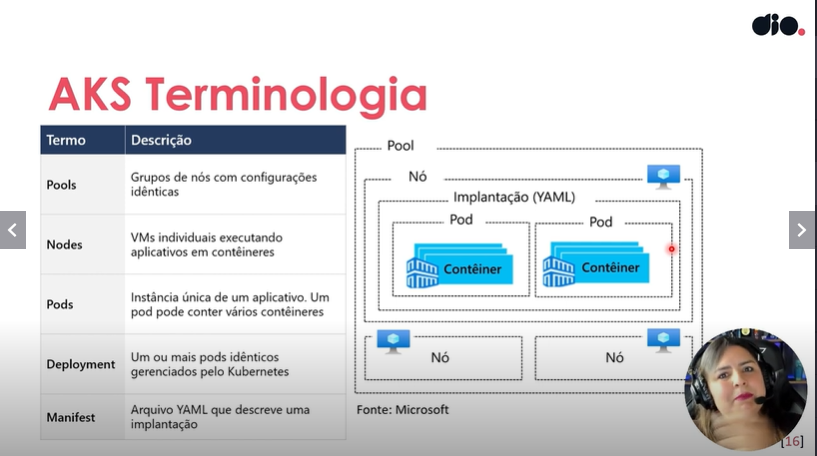 dio.
AKS Terminologia
Termo Descrição
Pools Grupos de nós com configurações
idênticas
Nodes VMs individuais executando
aplicativos em contêineres
Pods Instância única de um aplicativo. Um
pod pode conter vários contêineres
Deployment Um ou mais pods idênticos
gerenciados pelo Kubernetes
Manifest Arquivo YAML que descreve uma
implantação
Pool
Nó
Implantação (YAML)
Pod Pod
Contêiner Contêiner
Nó Nó
Fonte: Microsoft
[16]